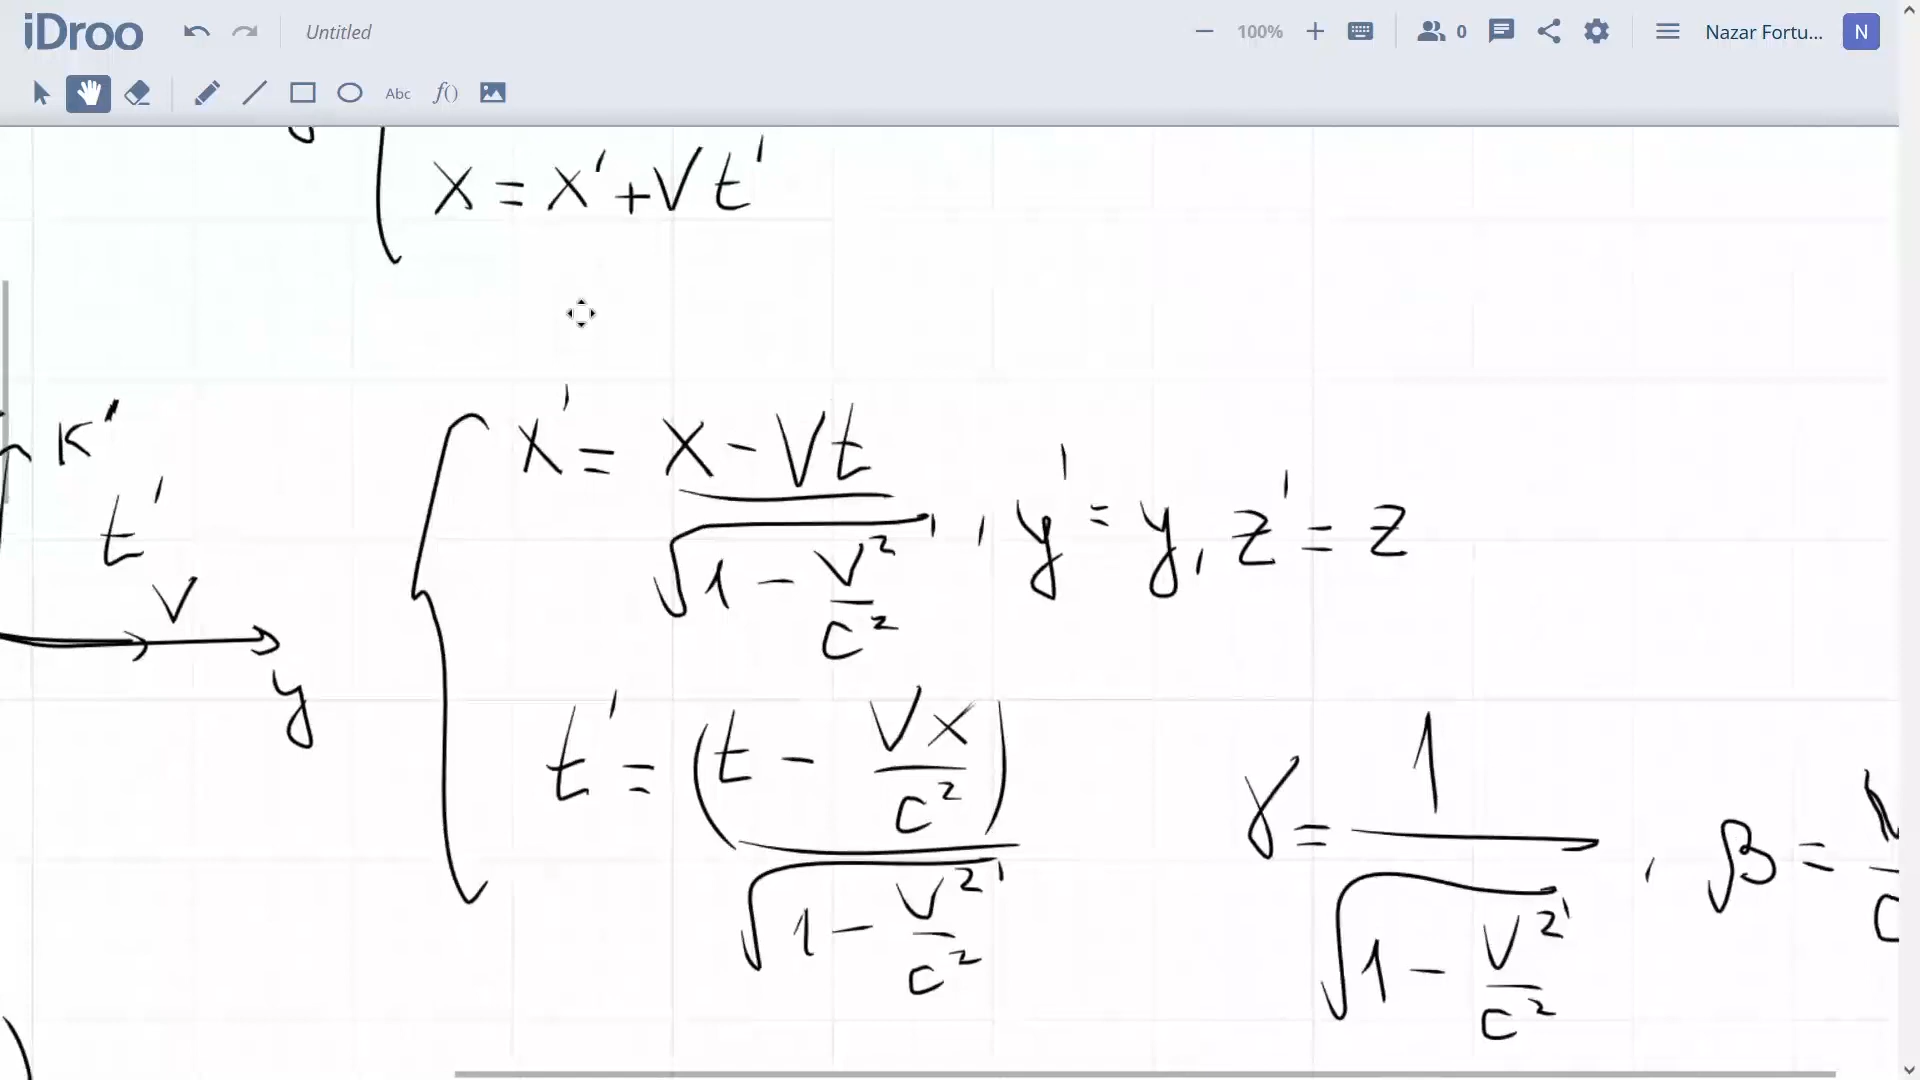 iDroo Untitled 100% 0 Nazar Fortu... N
Abc f()
x = x' + Vt'
K'
t'
V
y
x' = (x - Vt) / √(1 - V²/c²), y' = y, z' = z
t' = (t - Vx/c²) / √(1 - V²/c²)
γ = 1 / √(1 - V²/c²), β =